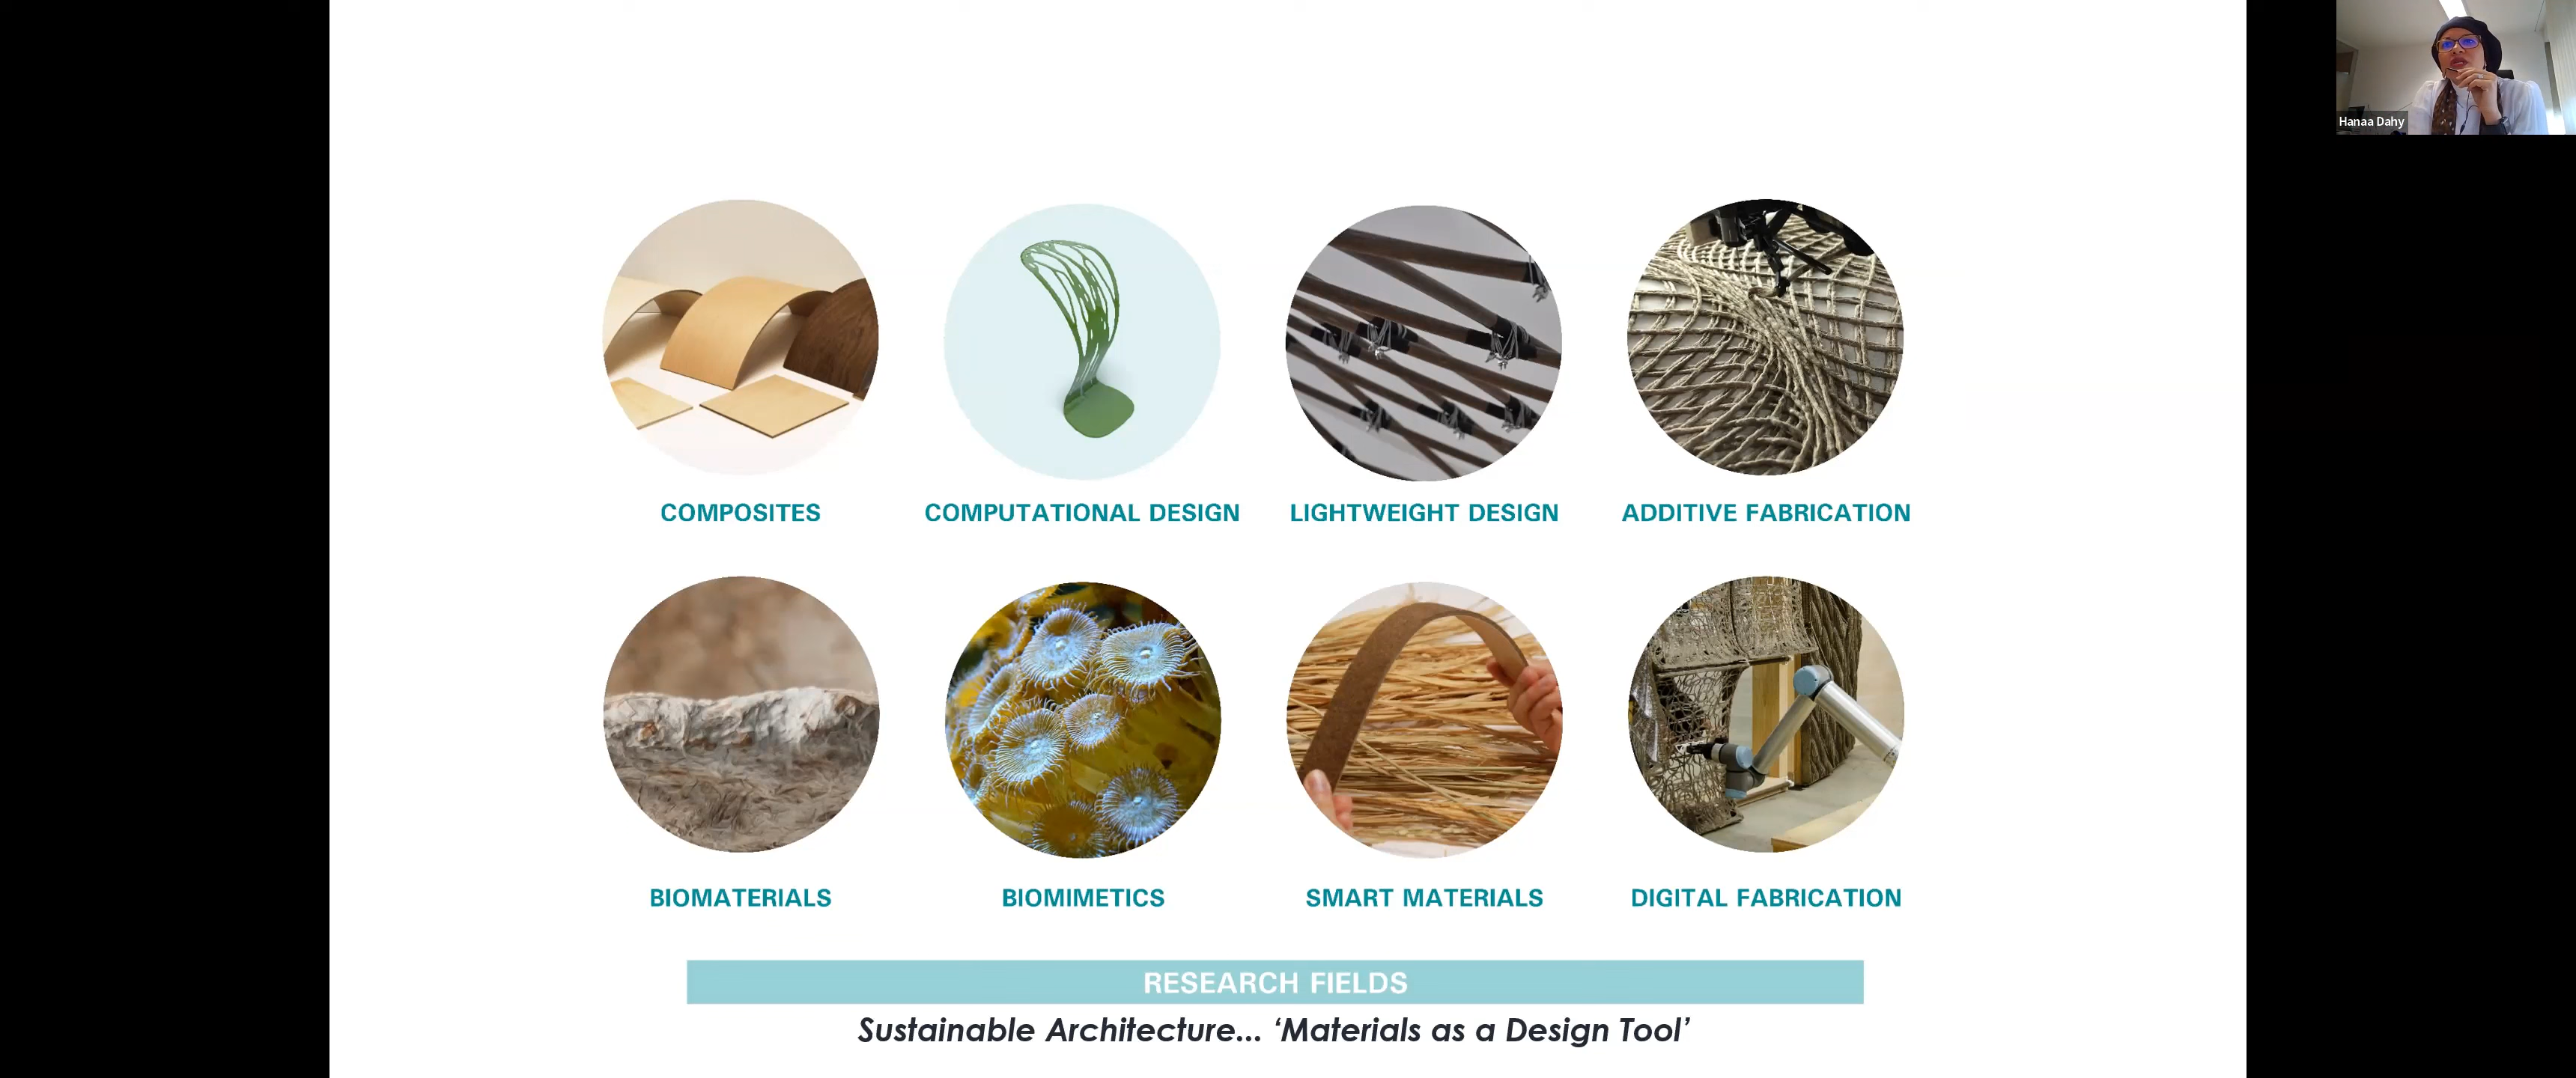 Hanaa Dahy
COMPOSITES
COMPUTATIONAL DESIGN
LIGHTWEIGHT DESIGN
ADDITIVE FABRICATION
BIOMATERIALS
BIOMIMETICS
SMART MATERIALS
DIGITAL FABRICATION
RESEARCH FIELDS
Sustainable Architecture... ‘Materials as a Design Tool’